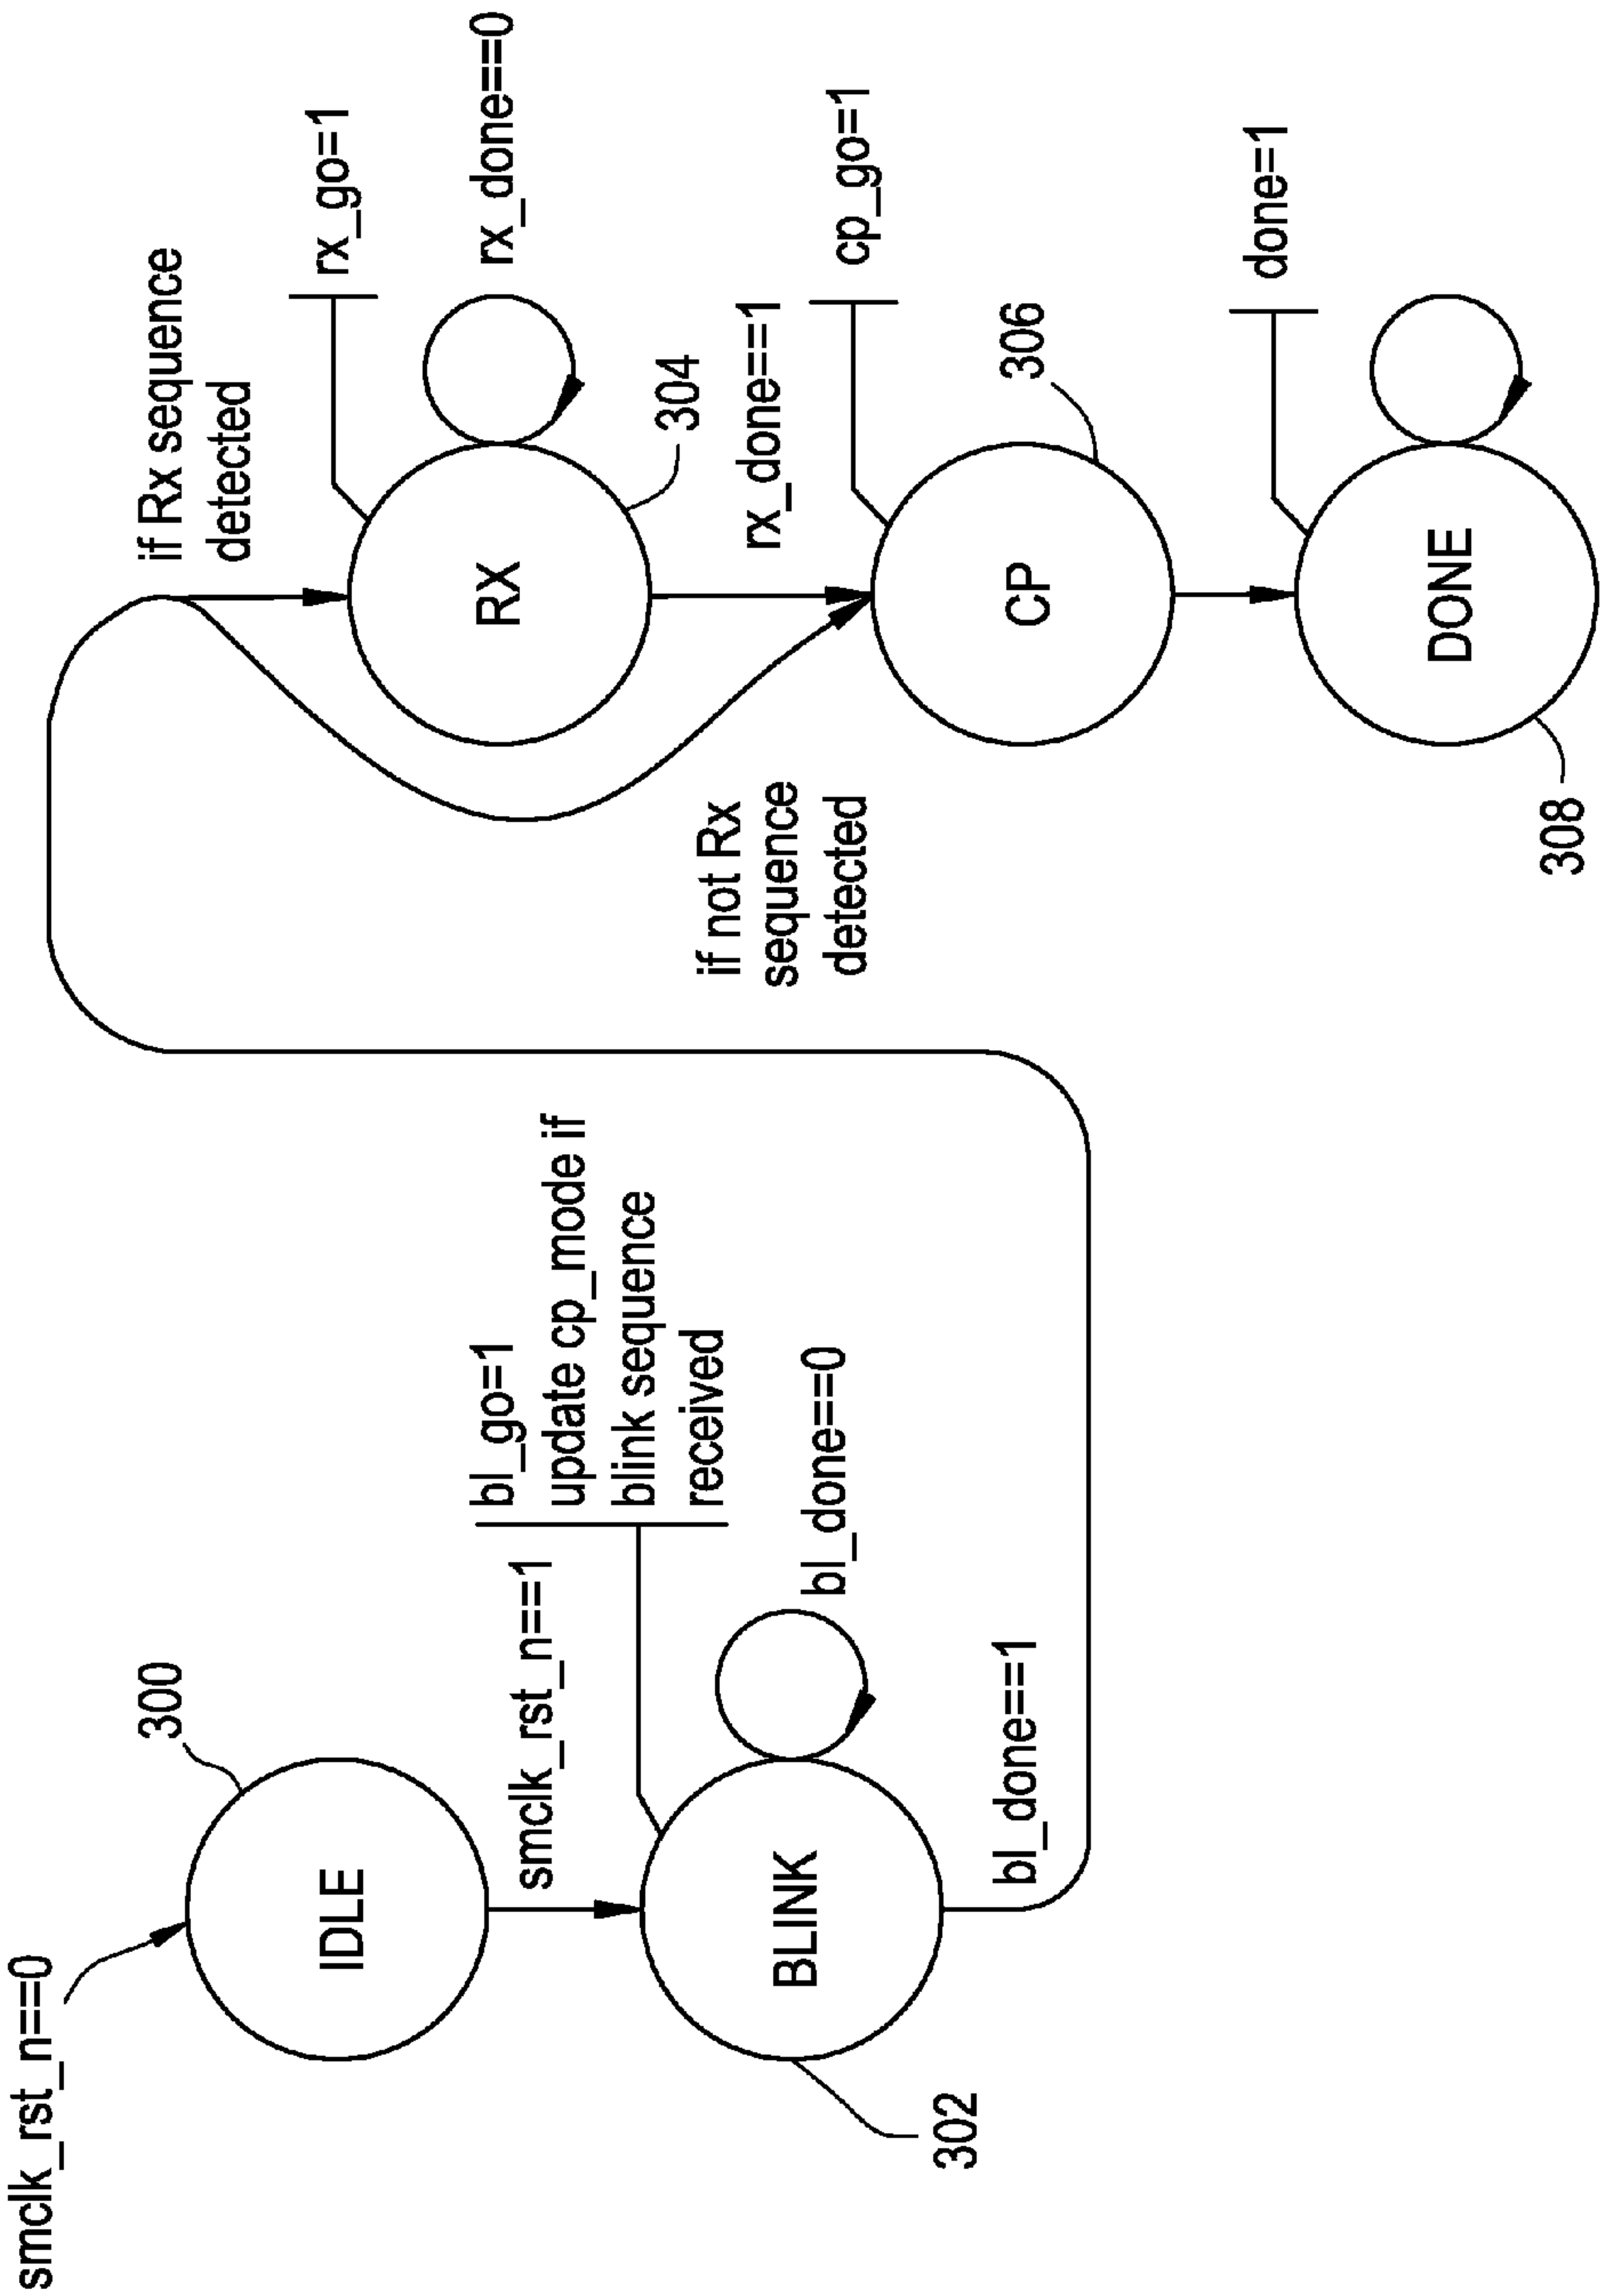 smclk_rst_n==0
300
IDLE
smclk_rst_n==1
bl_go=1
update cp_mode if
blink sequence
received
BLINK
bl_done==0
302
bl_done==1
if Rx sequence
detected
rx_go=1
RX
rx_done==0
304
rx_done==1
if not Rx
sequence
detected
cp_go=1
CP
306
done=1
DONE
308